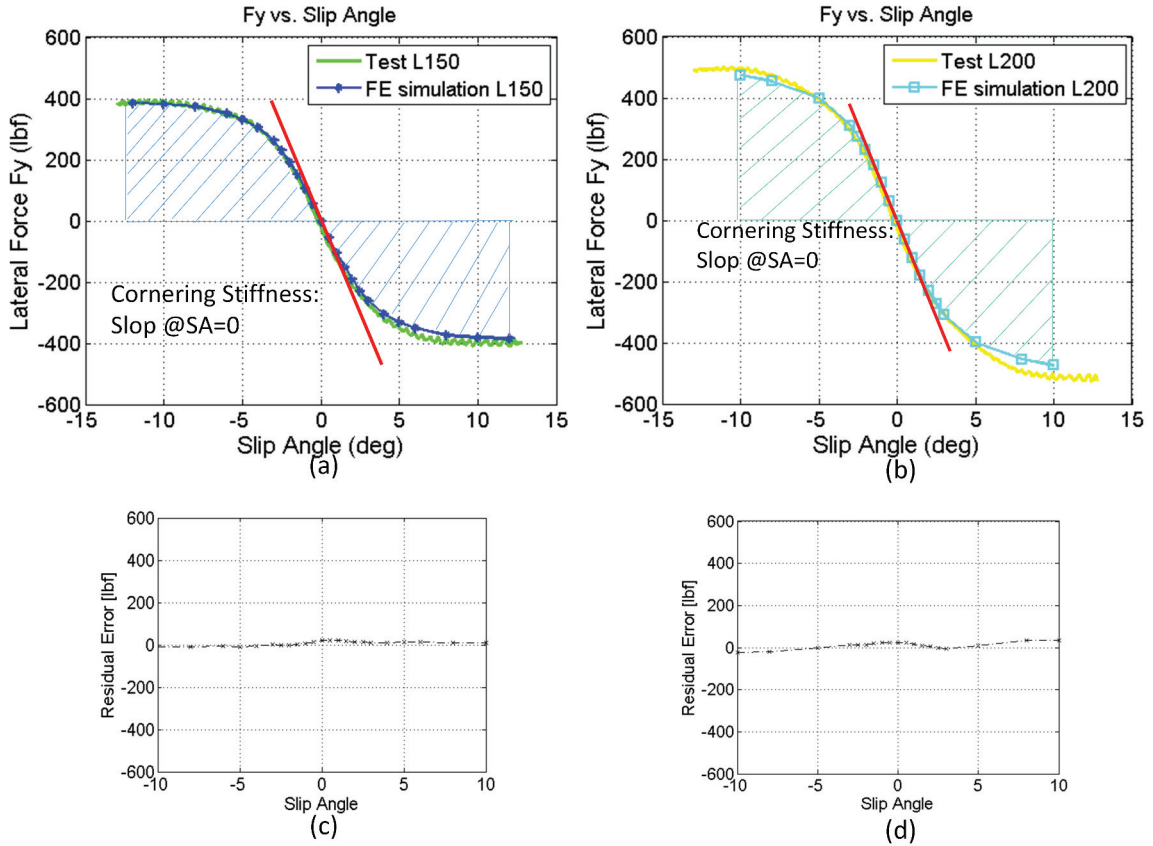 Fy vs. Slip Angle
Test L150
FE simulation L150
600
400
200
0
-200
-400
-600
Lateral Force Fy (lbf)
Cornering Stiffness:
Slop @SA=0
-15 -10 -5 0 5 10 15
Slip Angle (deg)
(a)
Fy vs. Slip Angle
Test L200
FE simulation L200
600
400
200
0
-200
-400
-600
Lateral Force Fy (lbf)
Cornering Stiffness:
Slop @SA=0
-15 -10 -5 0 5 10 15
Slip Angle (deg)
(b)
600
400
200
0
-200
-400
-600
Residual Error [lbf]
-10 -5 0 5 10
Slip Angle
(c)
600
400
200
0
-200
-400
-600
Residual Error [lbf]
-10 -5 0 5 10
Slip Angle
(d)